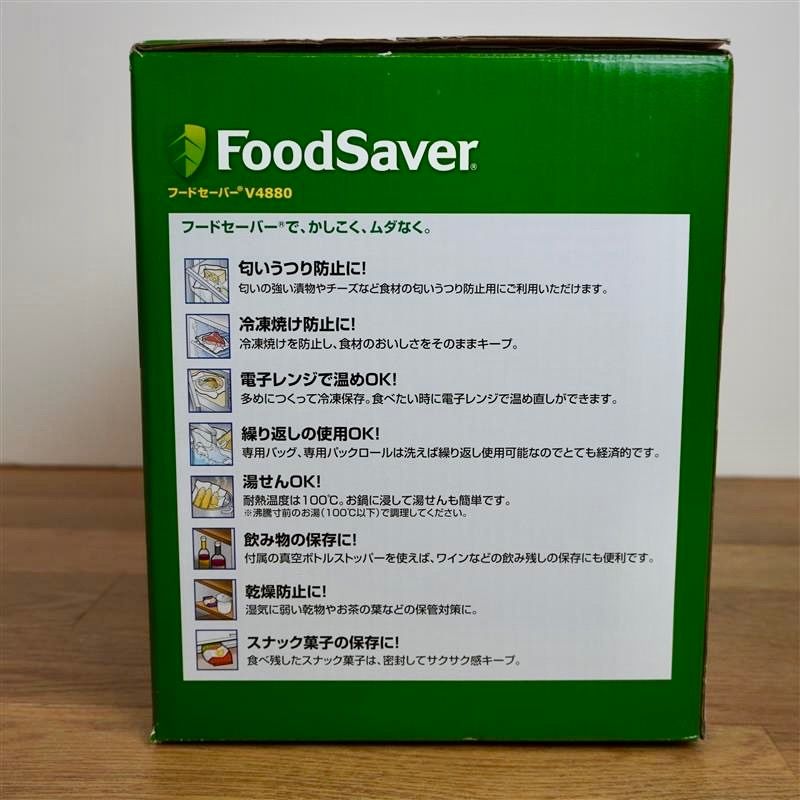 FoodSaver®
フードセーバー®V4880
フードセーバー®で、かしこく、ムダなく。
匂いうつり防止に!
匂いの強い漬物やチーズなど食材の匂いうつり防止用にご利用いただけます。
冷凍焼け防止に!
冷凍焼けを防止し、食材のおいしさをそのままキープ。
電子レンジで温めOK!
多めにつくって冷凍保存。食べたい時に電子レンジで温め直しができます。
繰り返しの使用OK!
専用バッグ、専用パックロールは洗えば繰り返し使用可能なのでとても経済的です。
湯せんOK!
耐熱温度は100℃。お鍋に浸して湯せんも簡単です。
※沸騰寸前のお湯(100℃以下)で調理してください。
飲み物の保存に!
付属の真空ボトルストッパーを使えば、ワインなどの飲み残しの保存にも便利です。
乾燥防止に!
湿気に弱い乾物やお茶の葉などの保管対策に。
スナック菓子の保存に!
食べ残したスナック菓子は、密封してサクサク感キープ。